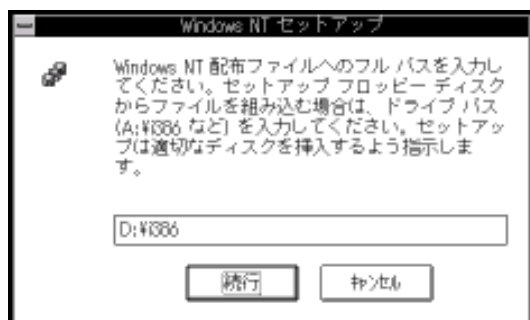 Windows NT セットアップ
Windows NT 配布ファイルへのフル パスを入力し
てください。セットアップ フロッピー ディスク
からファイルを組み込む場合は、ドライブ パス
(A:¥i386 など) を入力してください。セットアッ
プは適切なディスクを挿入するよう指示しま
す。
D:¥i386
続行
ｷｬﾝｾﾙ